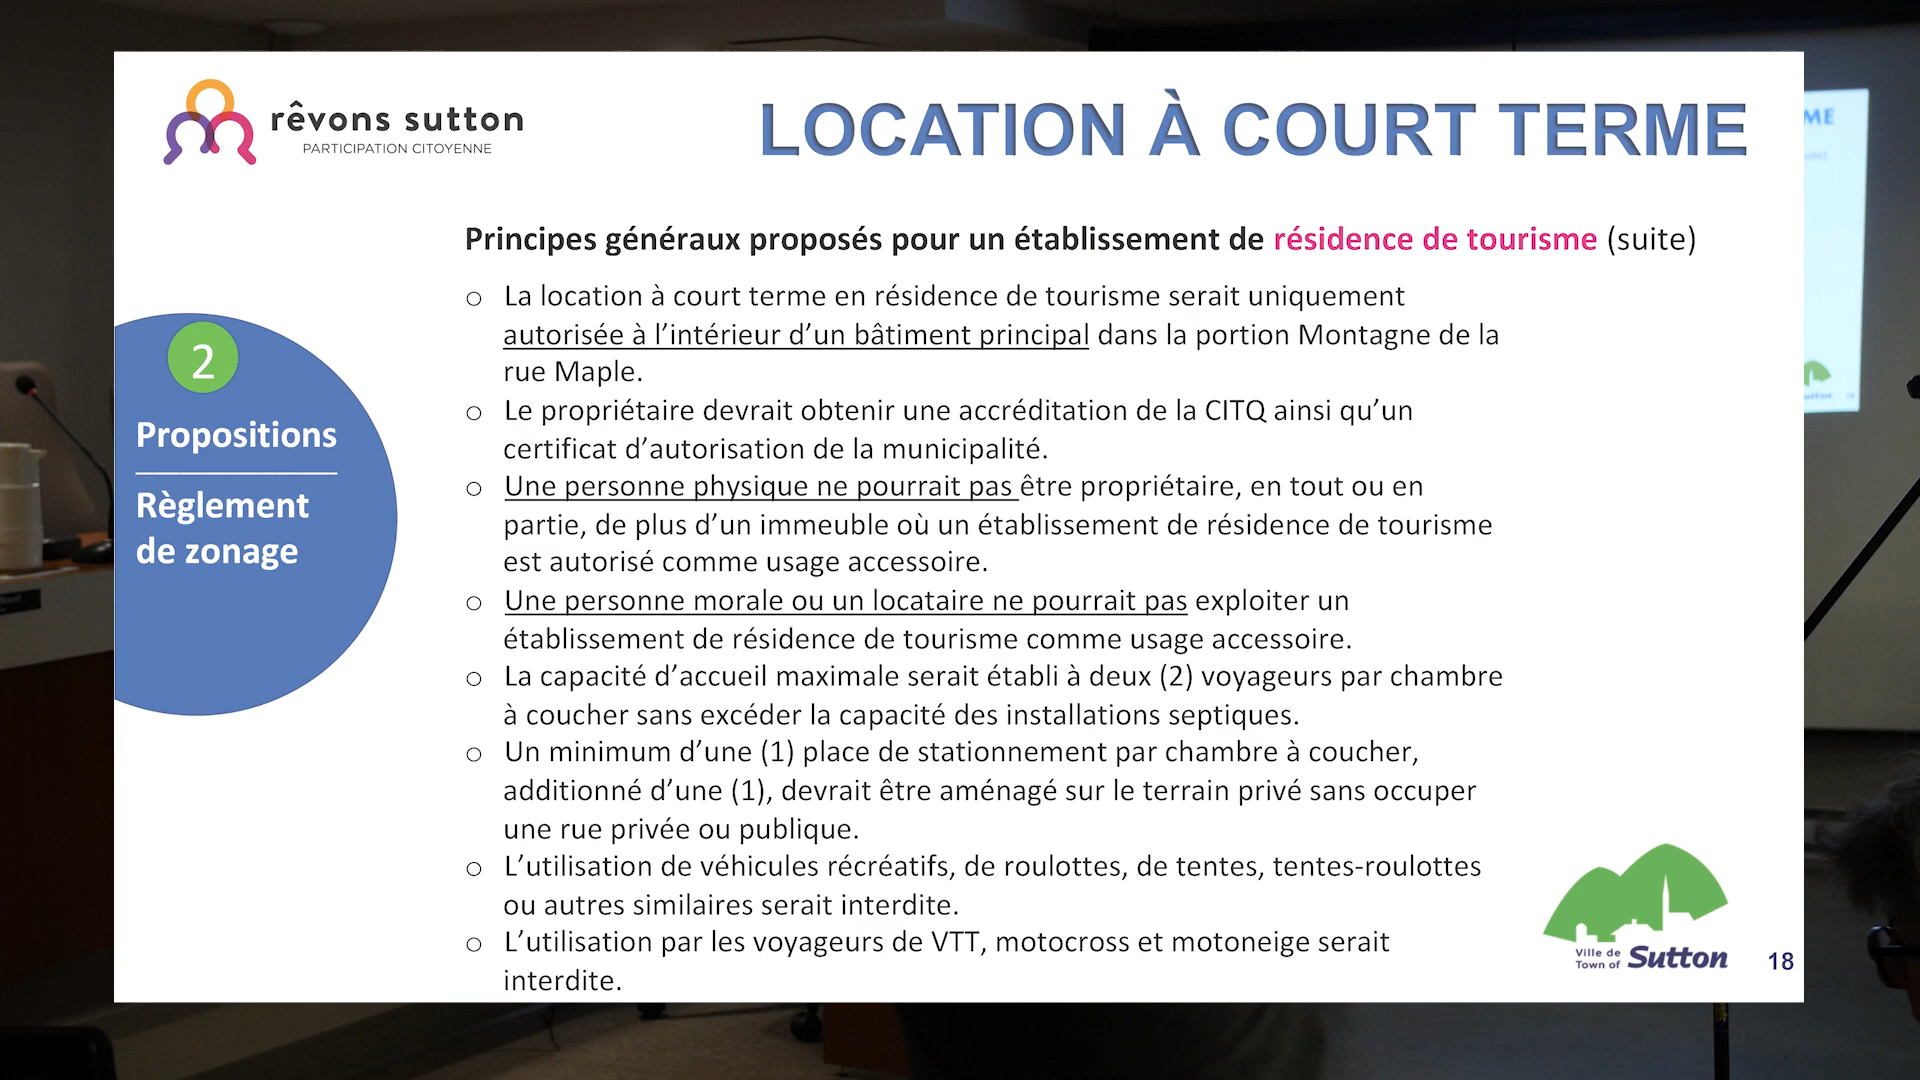 rêvons sutton
PARTICIPATION CITOYENNE
LOCATION À COURT TERME
ME
Principes généraux proposés pour un établissement de résidence de tourisme (suite)
o La location à court terme en résidence de tourisme serait uniquement
autorisée à l’intérieur d’un bâtiment principal dans la portion Montagne de la
rue Maple.
o Le propriétaire devrait obtenir une accréditation de la CITQ ainsi qu’un
certificat d’autorisation de la municipalité.
o Une personne physique ne pourrait pas être propriétaire, en tout ou en
partie, de plus d’un immeuble où un établissement de résidence de tourisme
est autorisé comme usage accessoire.
o Une personne morale ou un locataire ne pourrait pas exploiter un
établissement de résidence de tourisme comme usage accessoire.
o La capacité d’accueil maximale serait établi à deux (2) voyageurs par chambre
à coucher sans excéder la capacité des installations septiques.
o Un minimum d’une (1) place de stationnement par chambre à coucher,
additionné d’une (1), devrait être aménagé sur le terrain privé sans occuper
une rue privée ou publique.
o L’utilisation de véhicules récréatifs, de roulottes, de tentes, tentes-roulottes
ou autres similaires serait interdite.
o L’utilisation par les voyageurs de VTT, motocross et motoneige serait
interdite.
2
Propositions
Règlement
de zonage
Ville de
Town of Sutton
18